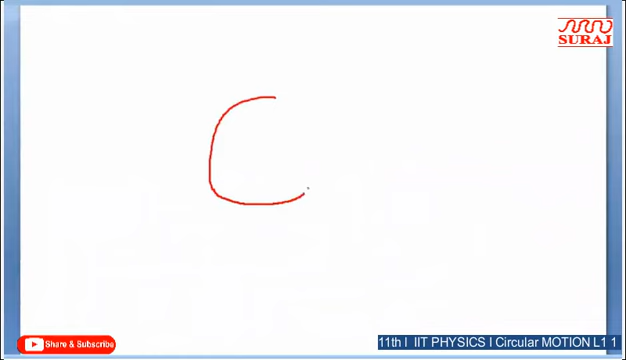 SURAJ
Share & Subscribe
11th I IIT PHYSICS I Circular MOTION L1 1